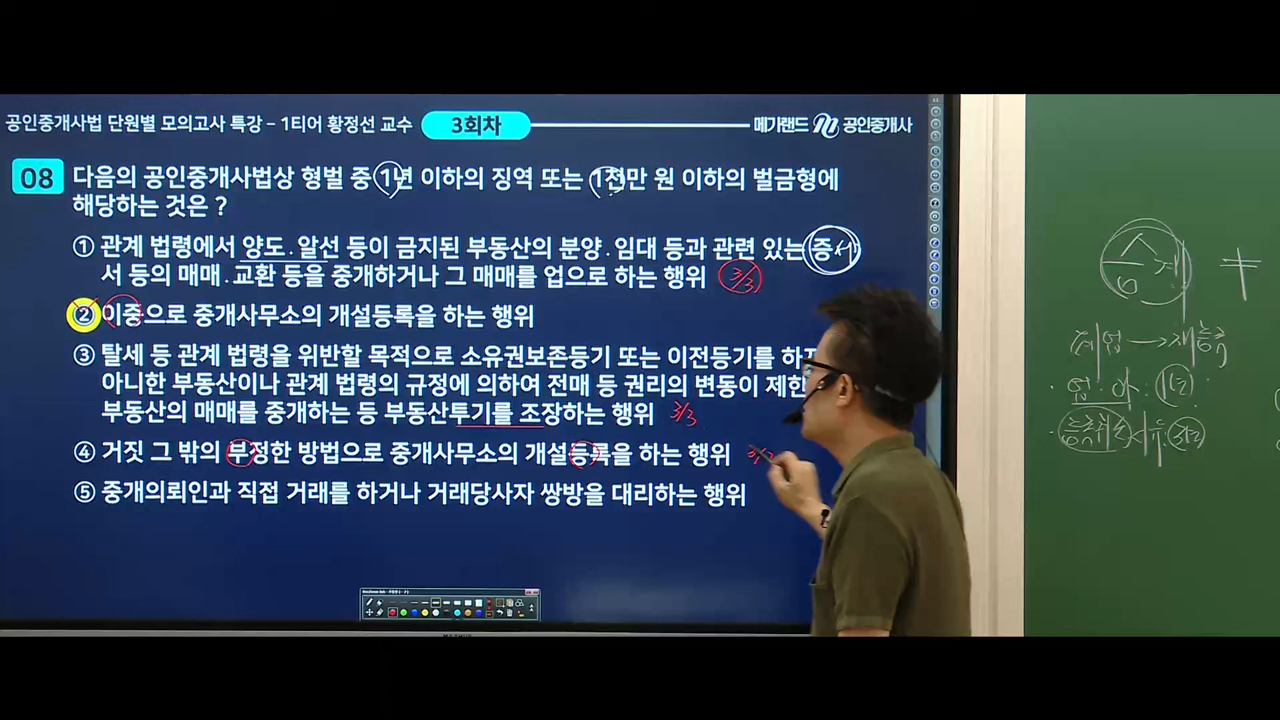 공인중개사법 단원별 모의고사 특강 - 1티어 황정선 교수 3회차 메가랜드 공인중개사
08 다음의 공인중개사법상 형벌 중 1년 이하의 징역 또는 1천만 원 이하의 벌금형에
해당하는 것은 ?
① 관계 법령에서 양도·알선 등이 금지된 부동산의 분양·임대 등과 관련 있는 증서
서 등의 매매·교환 등을 중개하거나 그 매매를 업으로 하는 행위 3/3
② 이중으로 중개사무소의 개설등록을 하는 행위
③ 탈세 등 관계 법령을 위반할 목적으로 소유권보존등기 또는 이전등기를 하지
아니한 부동산이나 관계 법령의 규정에 의하여 전매 등 권리의 변동이 제한
부동산의 매매를 중개하는 등 부동산투기를 조장하는 행위 3/3
④ 거짓 그 밖의 부정한 방법으로 중개사무소의 개설등록을 하는 행위
⑤ 중개의뢰인과 직접 거래를 하거나 거래당사자 쌍방을 대리하는 행위